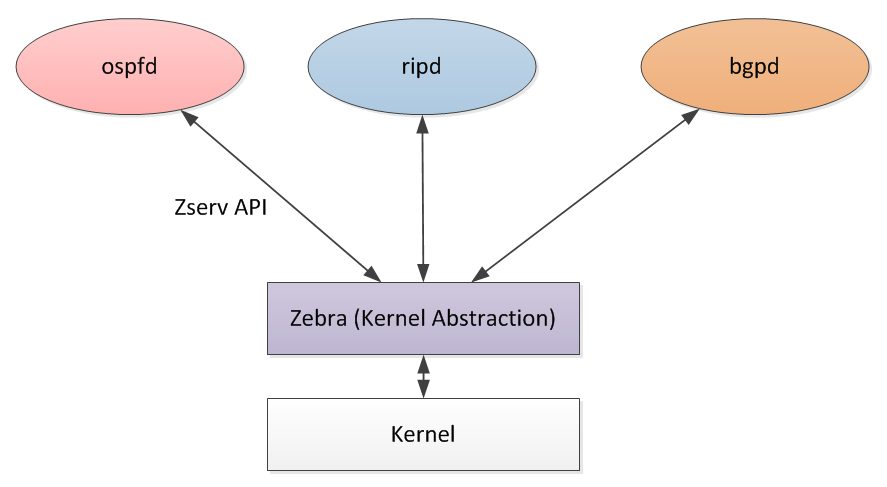 ospfd
ripd
bgpd
Zserv API
Zebra (Kernel Abstraction)
Kernel